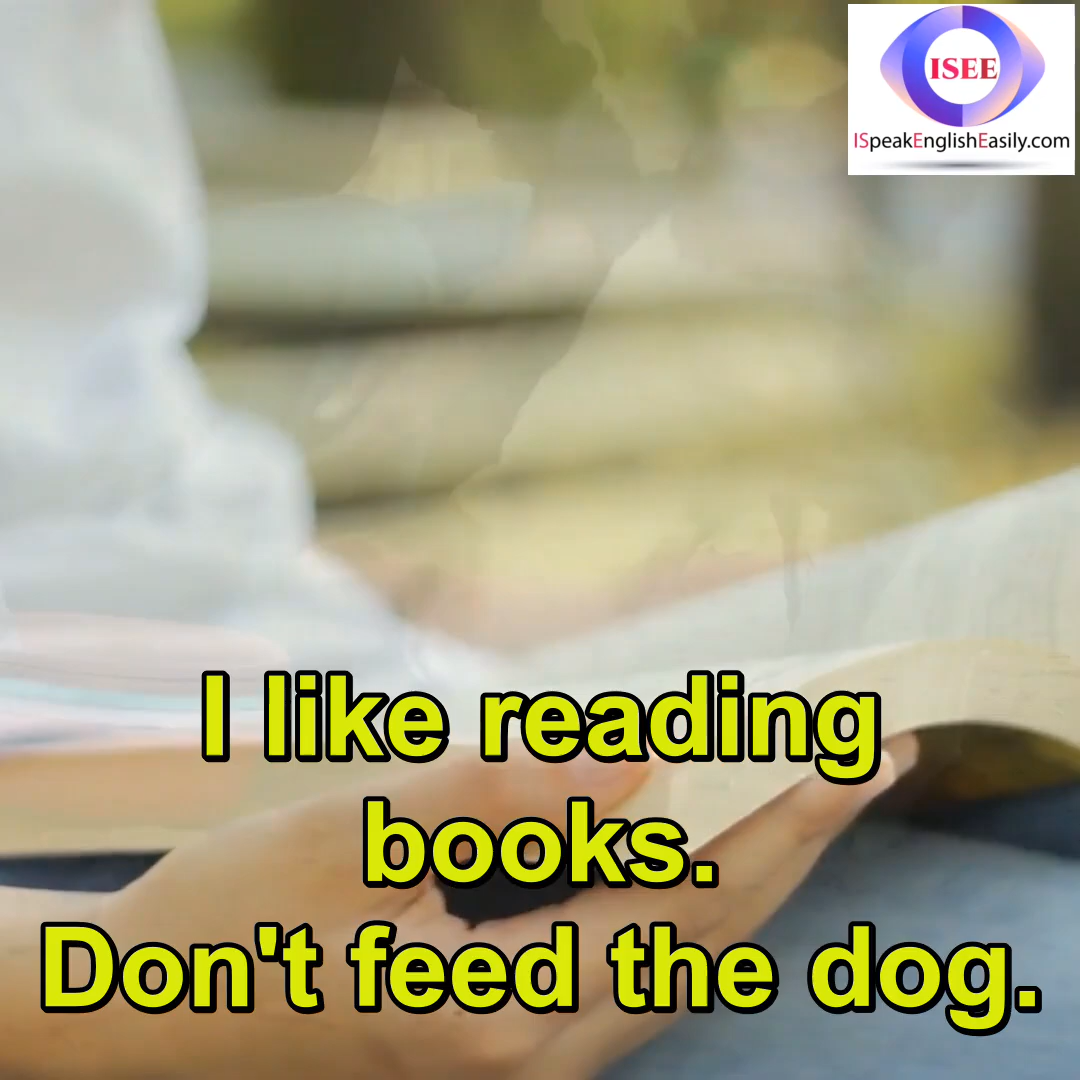 ISEE
ISpeakEnglishEasily.com
I like reading
books.
Don't feed the dog.